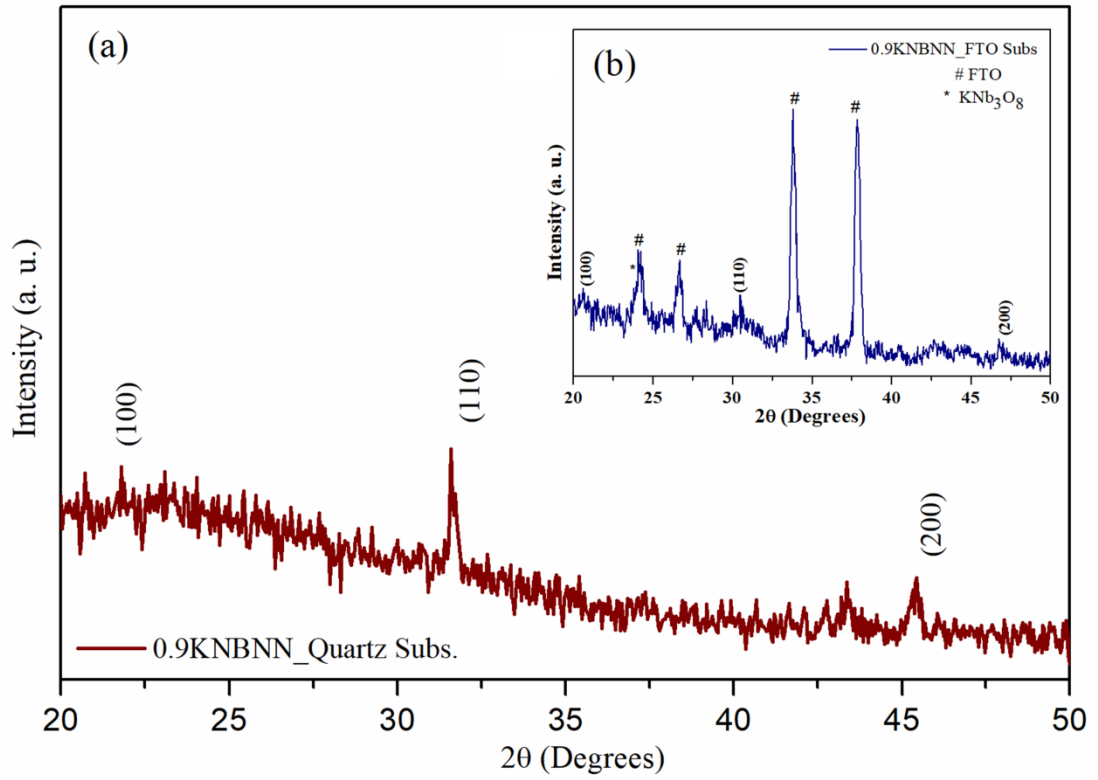 (a)
Intensity (a. u.)
(100)
(110)
(200)
0.9KNBNN_Quartz Subs.
20 25 30 35 40 45 50
2θ (Degrees)
(b)
0.9KNBNN_FTO Subs
# FTO
* KNb₃O₈
Intensity (a. u.)
(100)
*
#
#
(110)
#
#
(200)
20 25 30 35 40 45 50
2θ (Degrees)